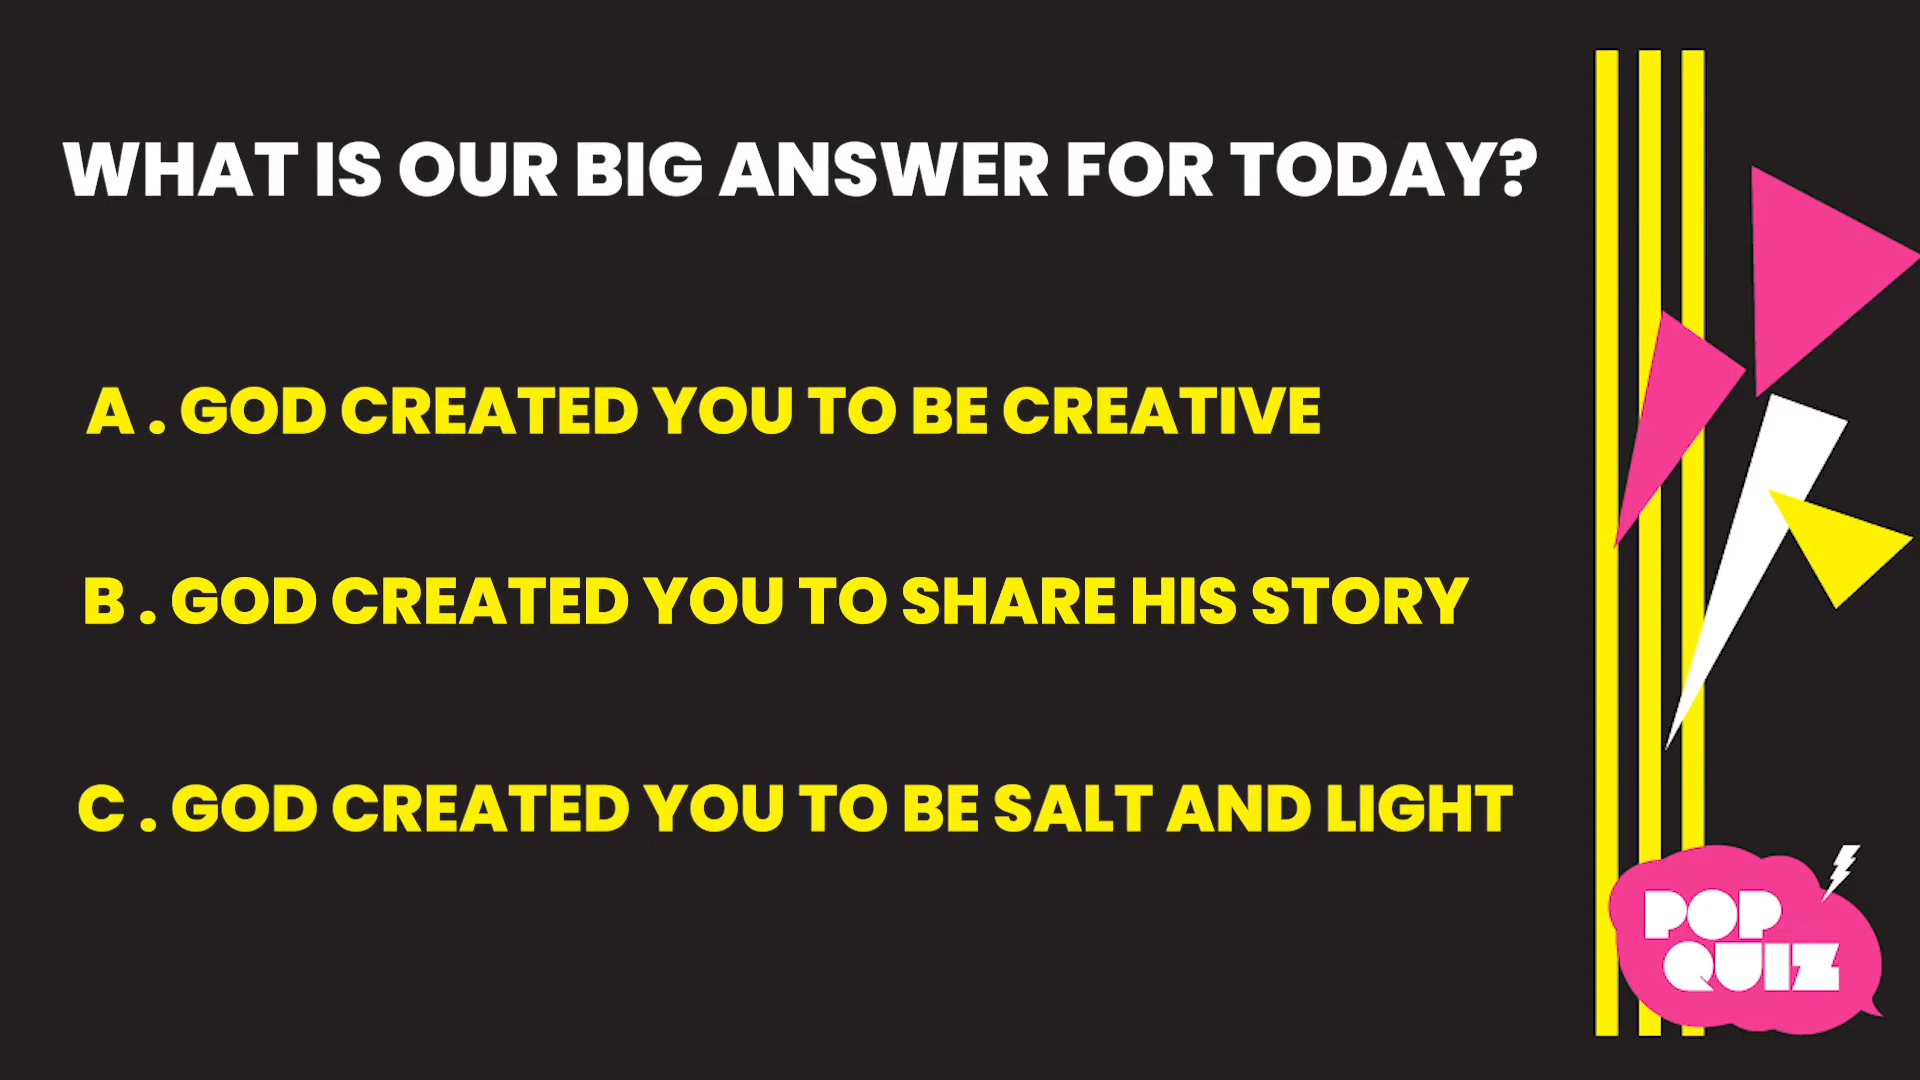 WHAT IS OUR BIG ANSWER FOR TODAY?
A . GOD CREATED YOU TO BE CREATIVE
B . GOD CREATED YOU TO SHARE HIS STORY
C . GOD CREATED YOU TO BE SALT AND LIGHT
POP
QUIZ